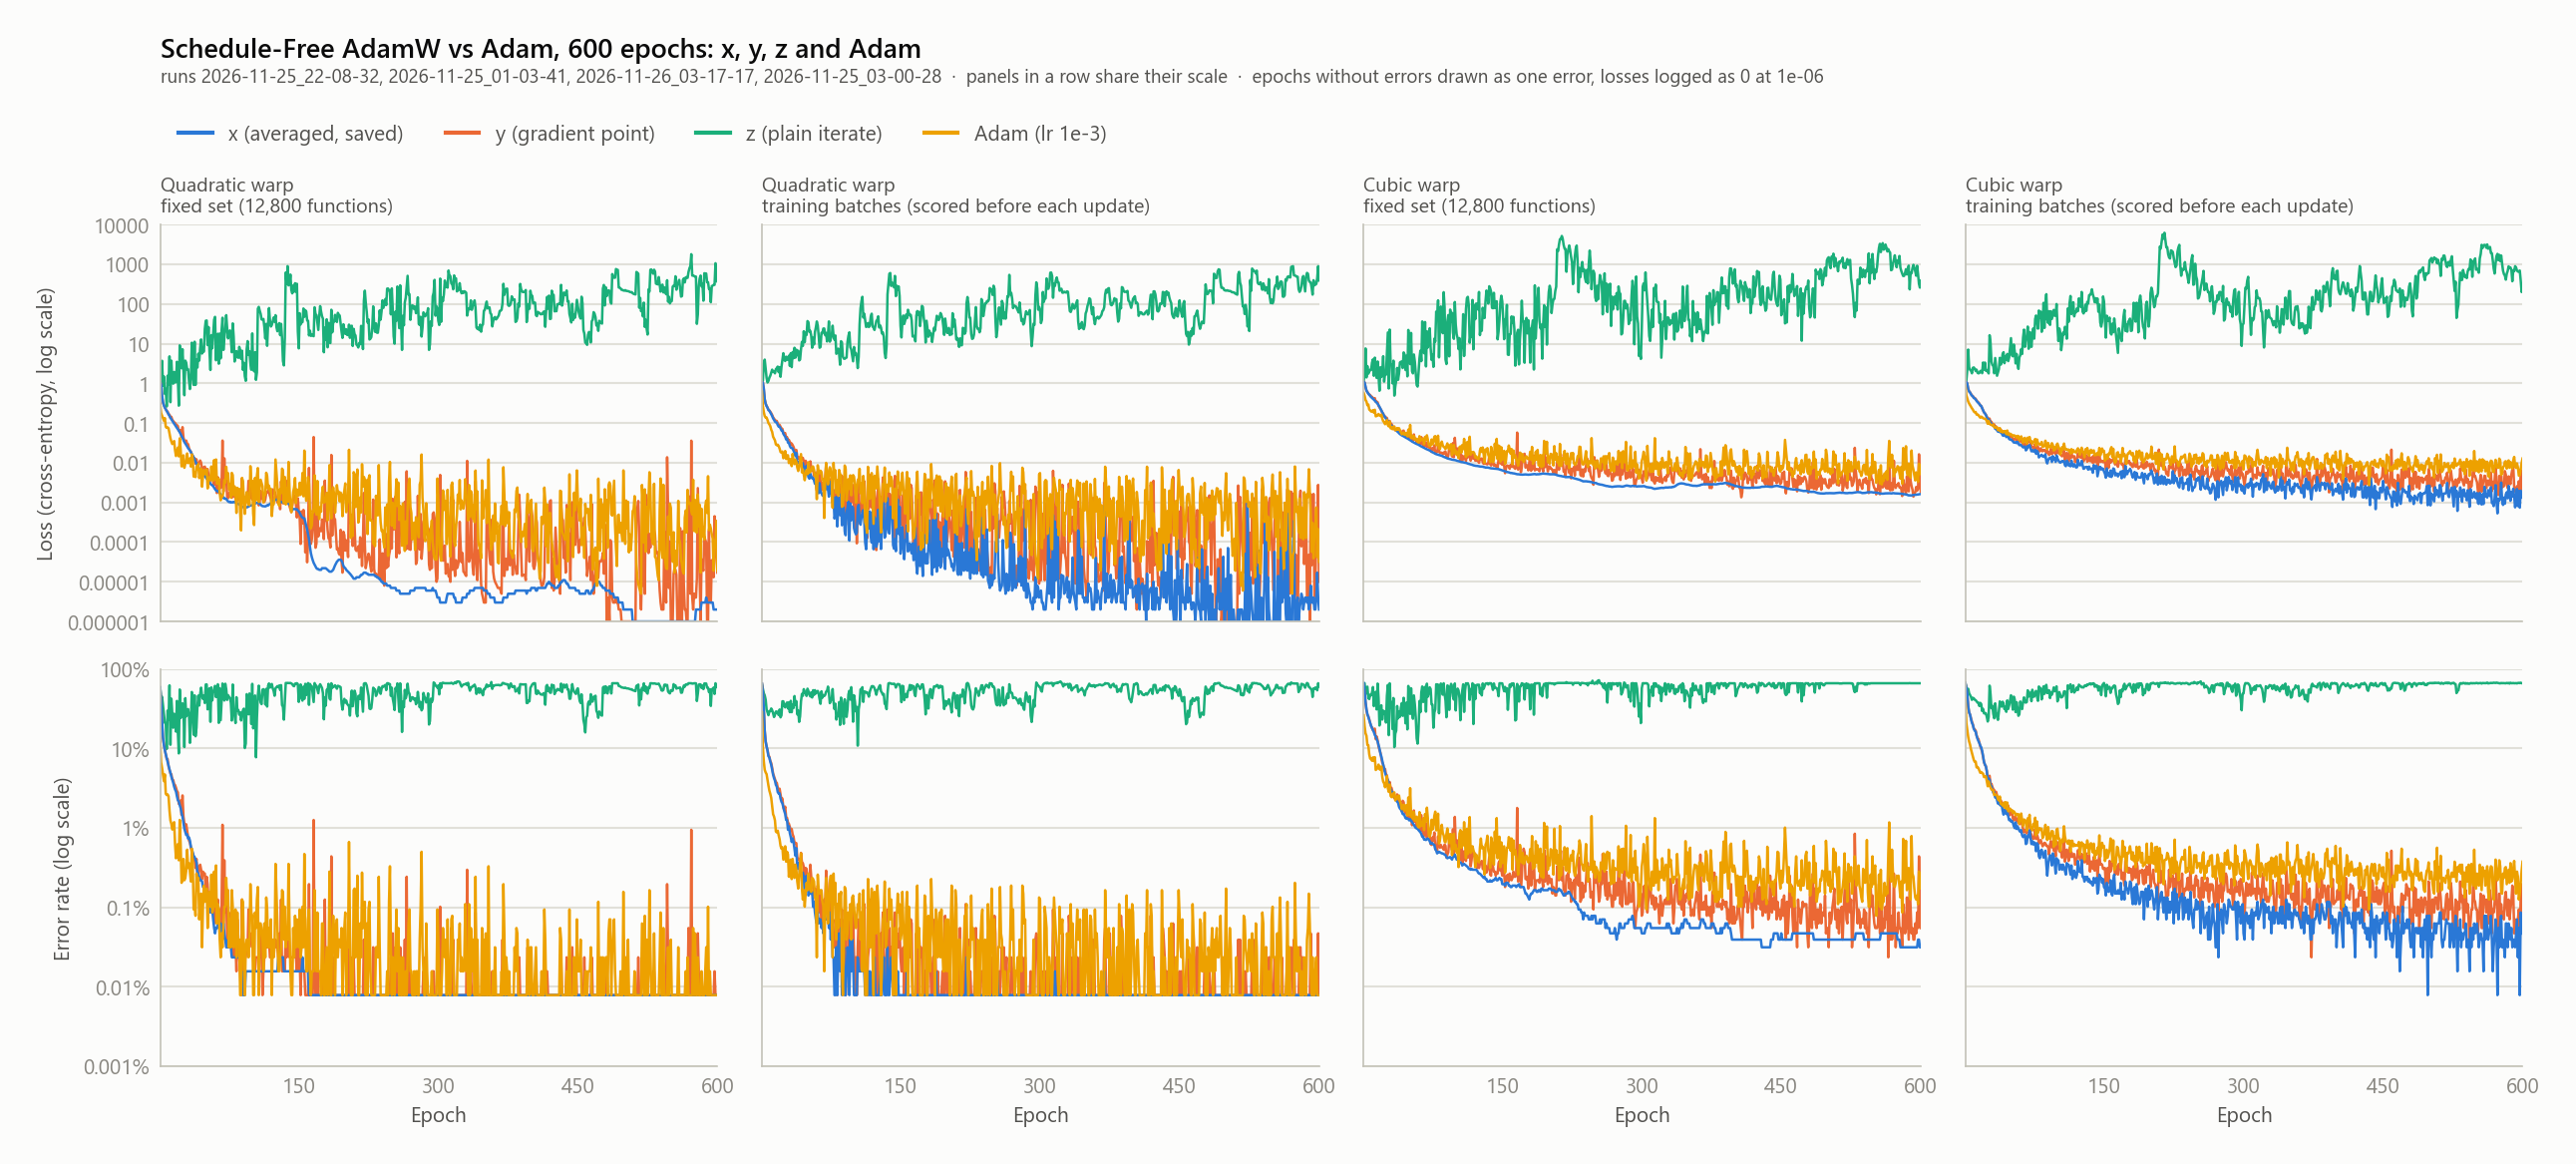 Schedule-Free AdamW vs Adam, 600 epochs: x, y, z and Adam
runs 2026-11-25_22-08-32, 2026-11-25_01-03-41, 2026-11-26_03-17-17, 2026-11-25_03-00-28 · panels in a row share their scale · epochs without errors drawn as one error, losses logged as 0 at 1e-06
x (averaged, saved)
y (gradient point)
z (plain iterate)
Adam (lr 1e-3)
Quadratic warp
fixed set (12,800 functions)
Quadratic warp
training batches (scored before each update)
Cubic warp
fixed set (12,800 functions)
Cubic warp
training batches (scored before each update)
Loss (cross-entropy, log scale)
10000
1000
100
10
1
0.1
0.01
0.001
0.0001
0.00001
0.000001
Error rate (log scale)
100%
10%
1%
0.1%
0.01%
0.001%
150 300 450 600
150 300 450 600
150 300 450 600
150 300 450 600
Epoch
Epoch
Epoch
Epoch